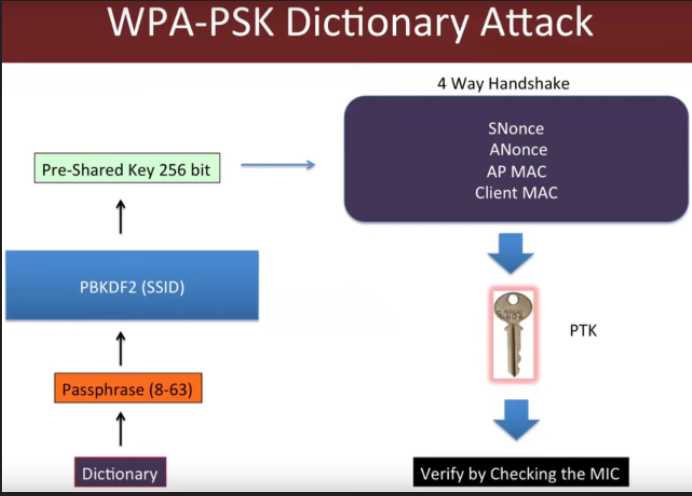 WPA-PSK Dictionary Attack
4 Way Handshake
SNonce
ANonce
AP MAC
Client MAC
Pre-Shared Key 256 bit
PBKDF2 (SSID)
PTK
Passphrase (8-63)
Dictionary
Verify by Checking the MIC